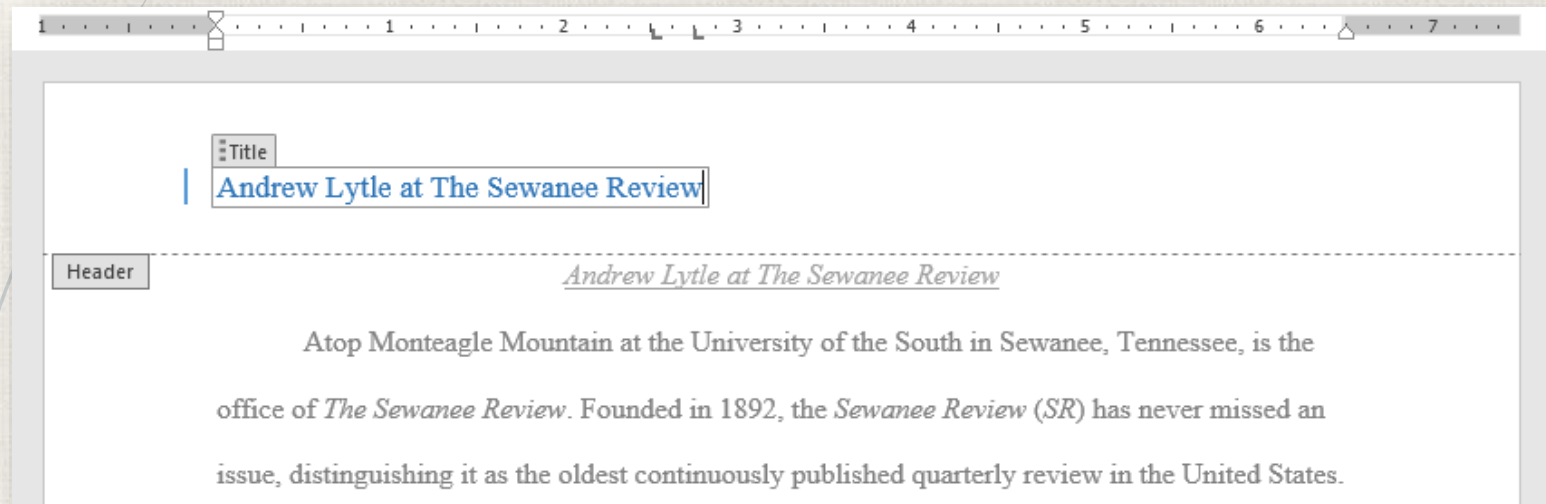 1 1 2 3 4 5 6 7
Title
Andrew Lytle at The Sewanee Review
Header
Andrew Lytle at The Sewanee Review
Atop Monteagle Mountain at the University of the South in Sewanee, Tennessee, is the
office of The Sewanee Review. Founded in 1892, the Sewanee Review (SR) has never missed an
issue, distinguishing it as the oldest continuously published quarterly review in the United States.